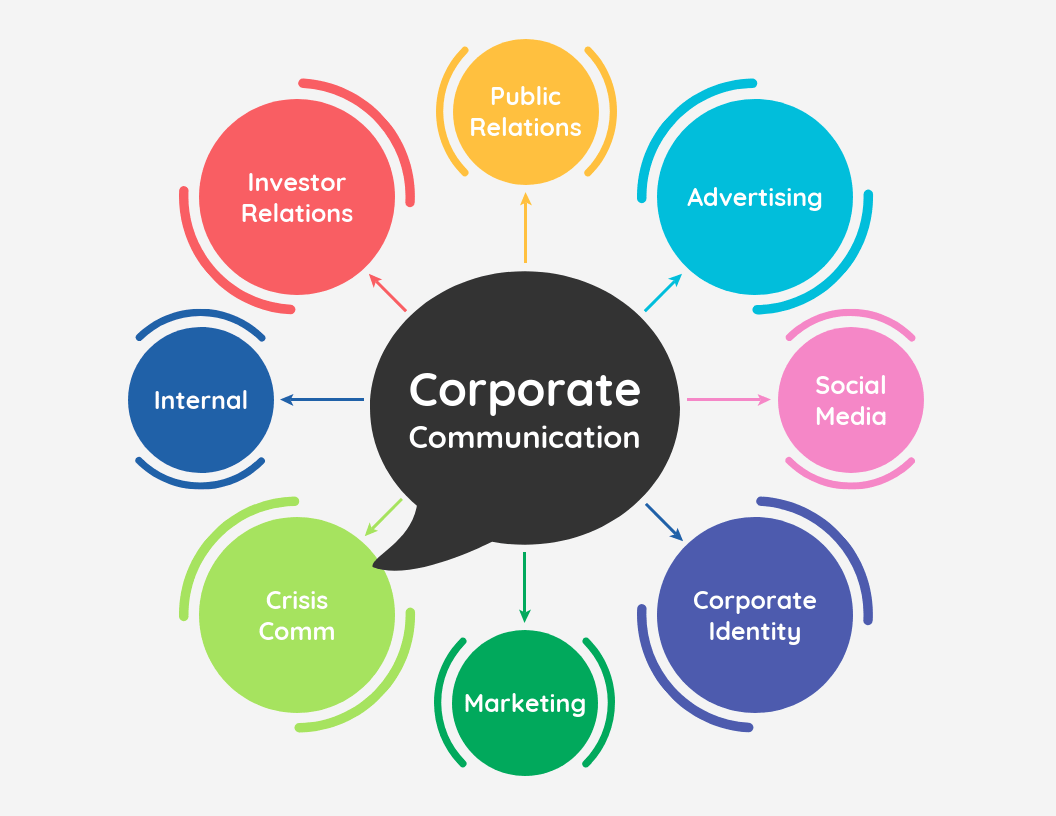 Public
Relations
Investor
Relations
Advertising
Internal
Corporate
Communication
Social
Media
Crisis
Comm
Corporate
Identity
Marketing